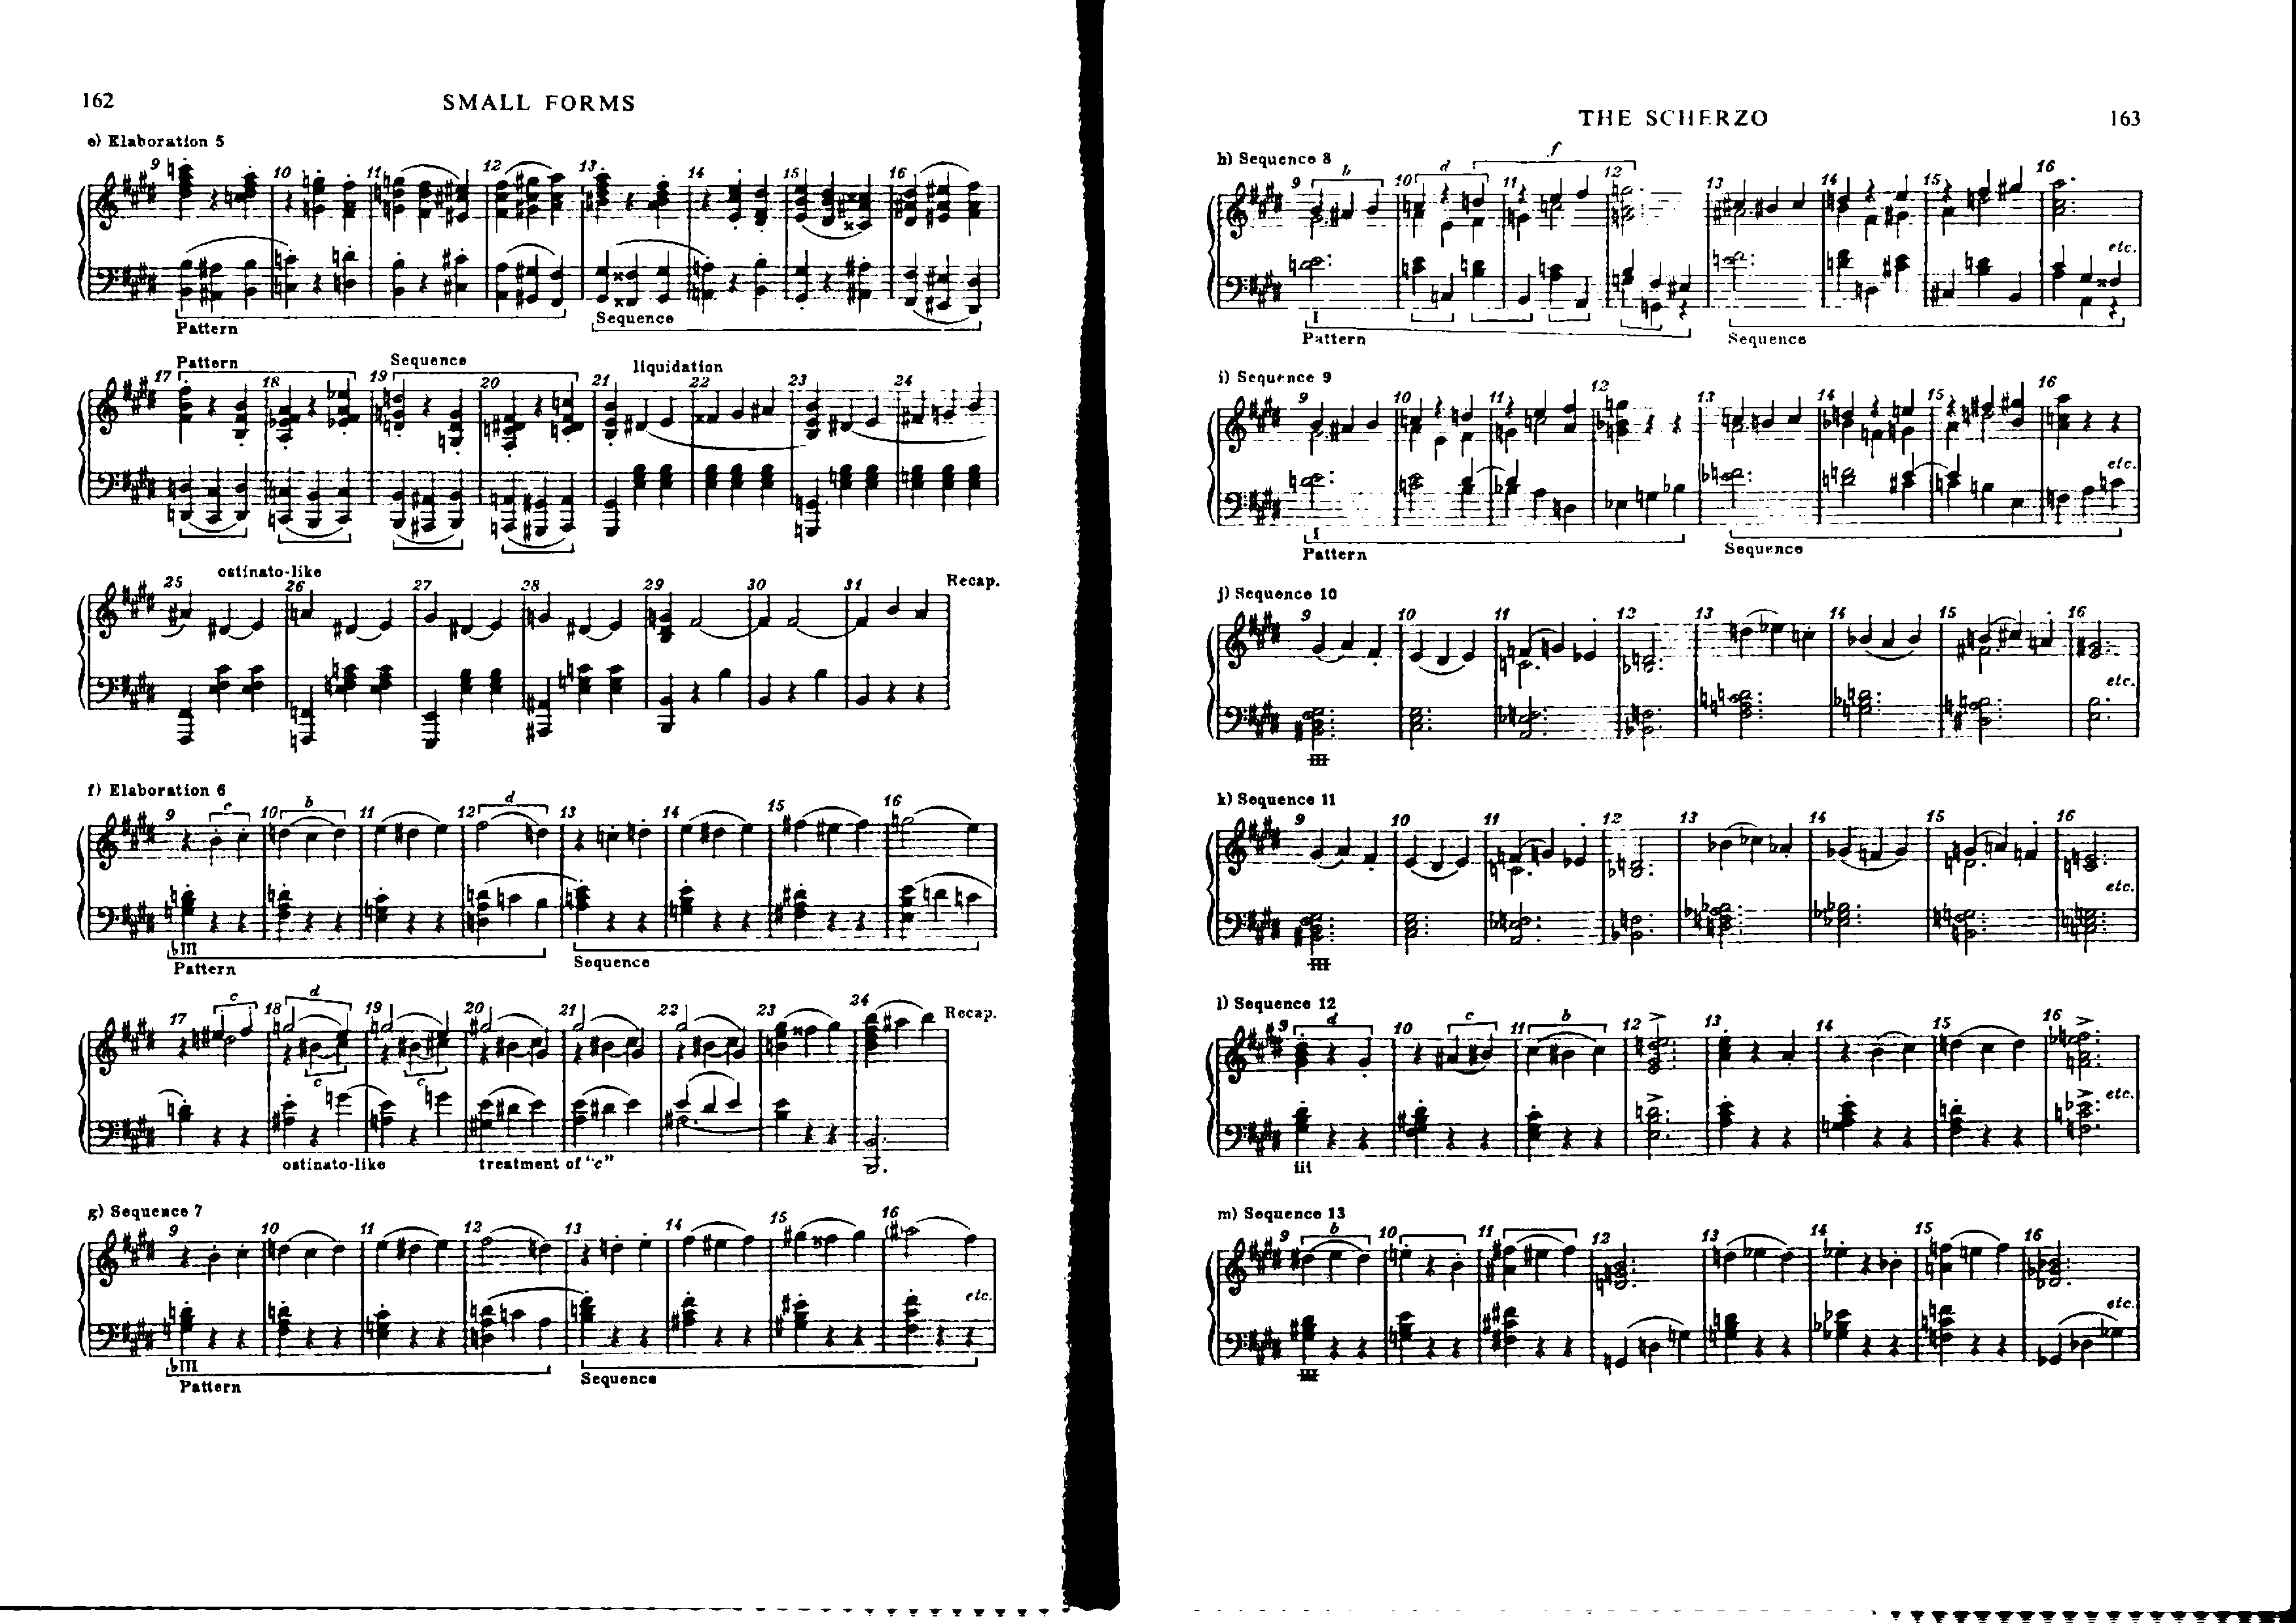 162
SMALL FORMS
e) Elaboration 5
9 10 11 12 13 14 15 16
Pattern
Sequence
Pattern
Sequence
liquidation
17 18 19 20 21 22 23 24
ostinato-like
Recap.
25 26 27 28 29 30 31
f) Elaboration 6
9 c 10 b 11 12 d 13 14 15 16
♭III
Pattern
Sequence
17 c 18 d 19 20 21 22 23 24
Recap.
c c
ostinato-like
treatment of "c"
g) Sequence 7
9 10 11 12 13 14 15 16
etc.
♭III
Pattern
Sequence
THE SCHERZO
163
h) Sequence 8
f
9 b 10 d 11 12 13 14 15 16
etc.
I
Pattern
Sequence
i) Sequence 9
9 10 11 12 13 14 15 16
etc.
I
Pattern
Sequence
j) Sequence 10
9 10 11 12 13 14 15 16
etc.
III
k) Sequence 11
9 10 11 12 13 14 15 16
etc.
III
l) Sequence 12
9 d 10 c 11 b 12 13 14 15 16
etc.
iii
m) Sequence 13
9 b 10 11 12 13 14 15 16
etc.